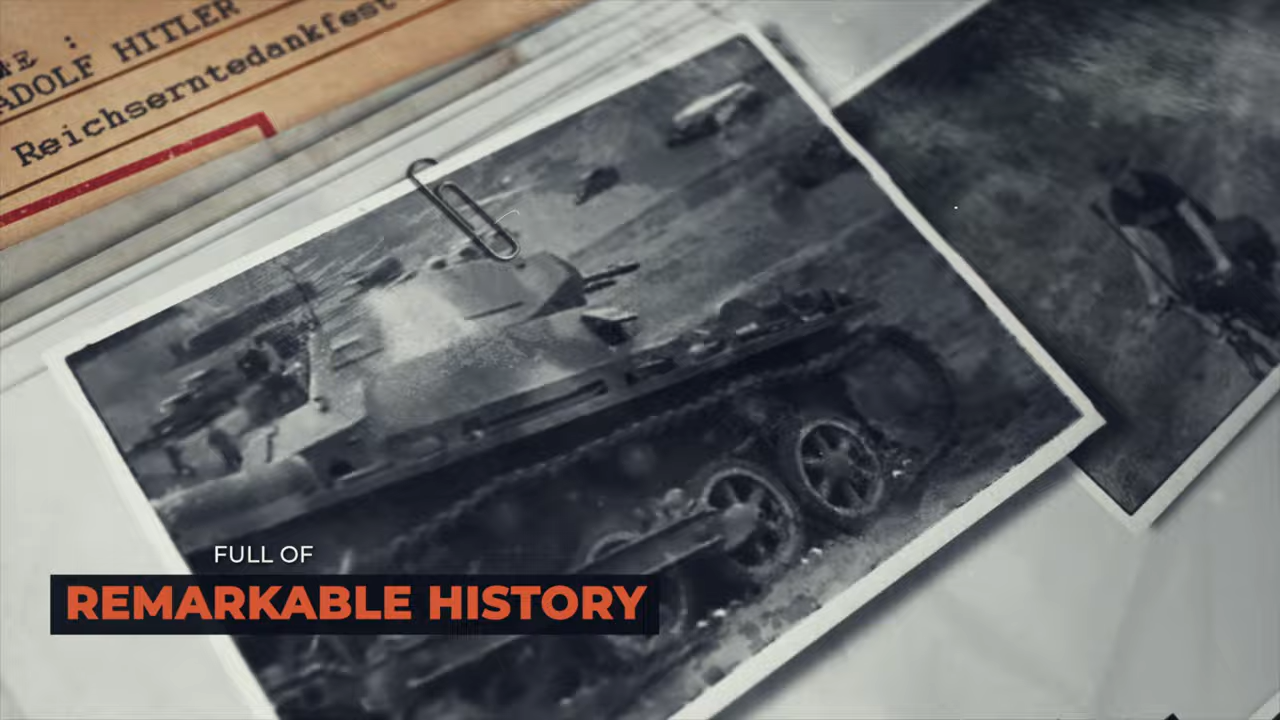 ADOLF HITLER
Reichserntedankfest
FULL OF
REMARKABLE HISTORY